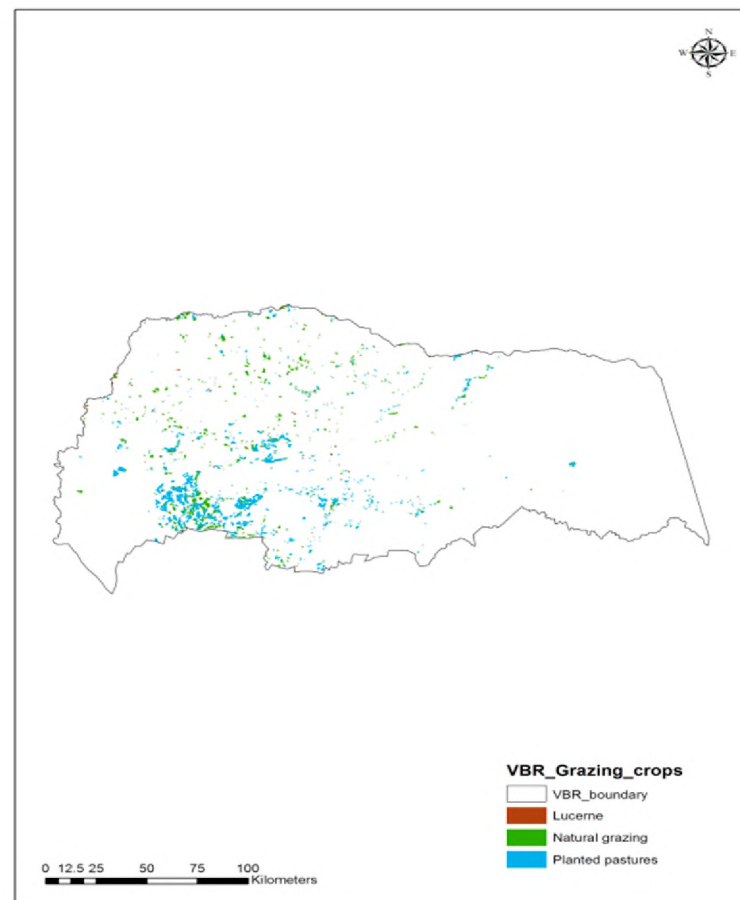 N
W E
S
VBR_Grazing_crops
VBR_boundary
Lucerne
Natural grazing
Planted pastures
0 12.5 25 50 75 100
Kilometers